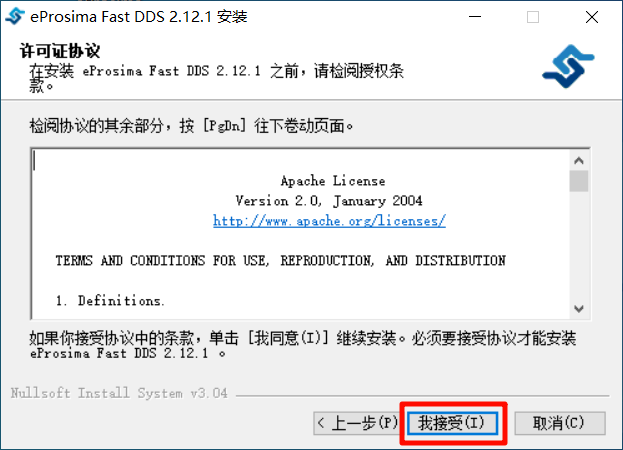 eProsima Fast DDS 2.12.1 安装
许可证协议
在安装 eProsima Fast DDS 2.12.1 之前，请检阅授权条
款。
检阅协议的其余部分，按 [PgDn] 往下卷动页面。
Apache License
Version 2.0, January 2004
http://www.apache.org/licenses/
TERMS AND CONDITIONS FOR USE, REPRODUCTION, AND DISTRIBUTION
1. Definitions.
如果你接受协议中的条款，单击 [我同意(I)] 继续安装。必须要接受协议才能安装
eProsima Fast DDS 2.12.1 。
Nullsoft Install System v3.04
< 上一步(P) 我接受(I) 取消(C)